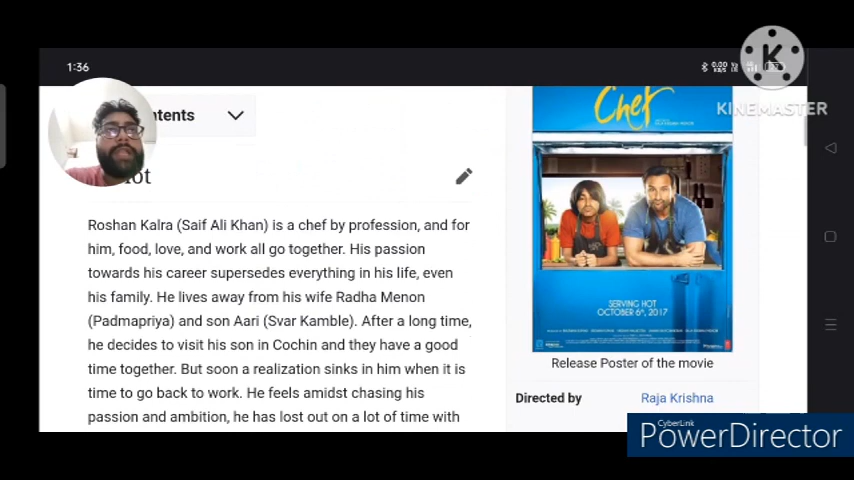 1:36
0.00
KB/S
K
KINEMASTER
ntents
ot
Roshan Kalra (Saif Ali Khan) is a chef by profession, and for
him, food, love, and work all go together. His passion
towards his career supersedes everything in his life, even
his family. He lives away from his wife Radha Menon
(Padmapriya) and son Aari (Svar Kamble). After a long time,
he decides to visit his son in Cochin and they have a good
time together. But soon a realization sinks in him when it is
time to go back to work. He feels amidst chasing his
passion and ambition, he has lost out on a lot of time with
Chef
SERVING HOT
OCTOBER 6TH, 2017
Release Poster of the movie
Directed by
Raja Krishna
CyberLink
PowerDirector